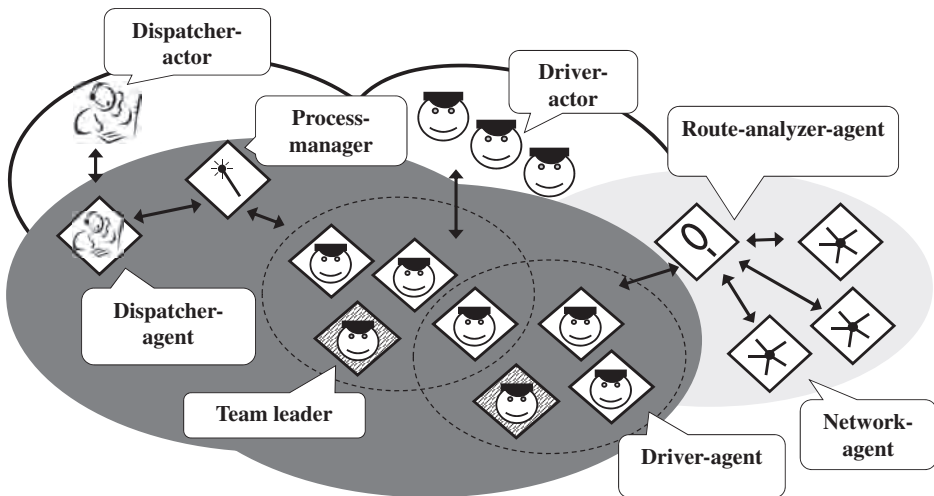 Dispatcher-
actor
Driver-
actor
Process-
manager
Route-analyzer-agent
Dispatcher-
agent
Team leader
Driver-agent
Network-
agent